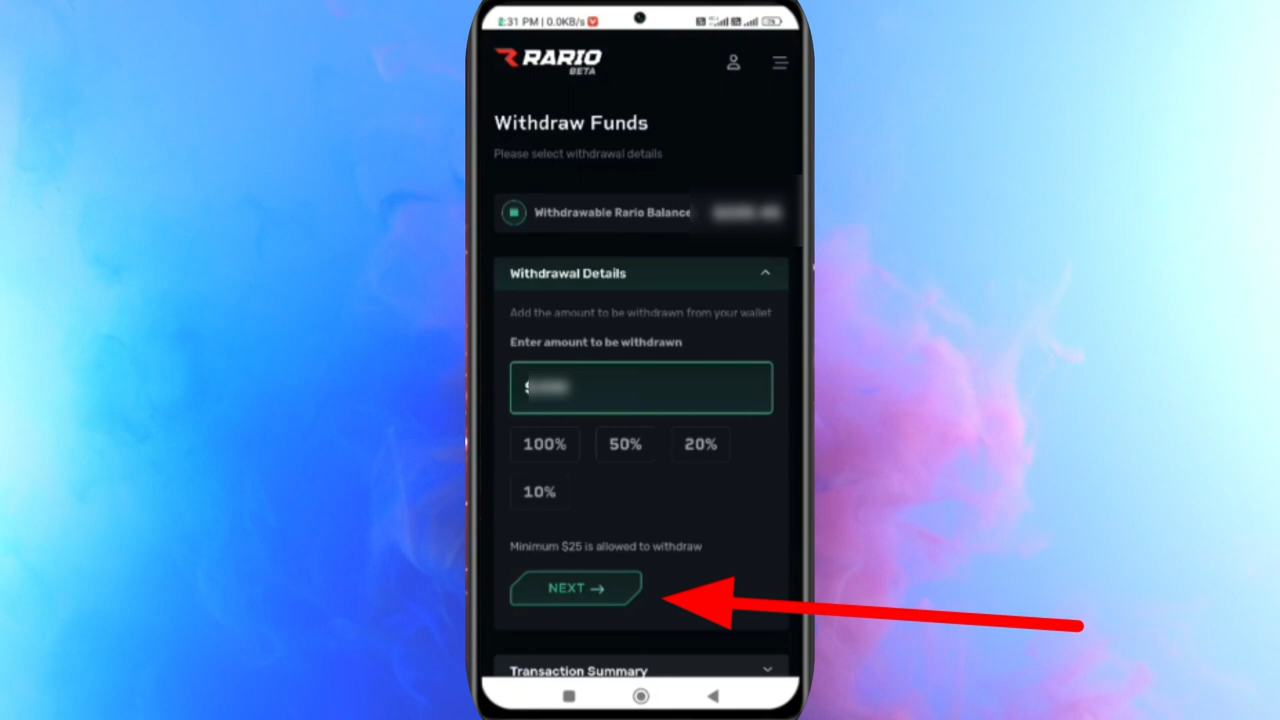 2:31 PM | 0.0KB/s
RARIO
BETA
Withdraw Funds
Please select withdrawal details
Withdrawable Rario Balance
Withdrawal Details
Add the amount to be withdrawn from your wallet
Enter amount to be withdrawn
$
100% 50% 20%
10%
Minimum $25 is allowed to withdraw
NEXT →
Transaction Summary